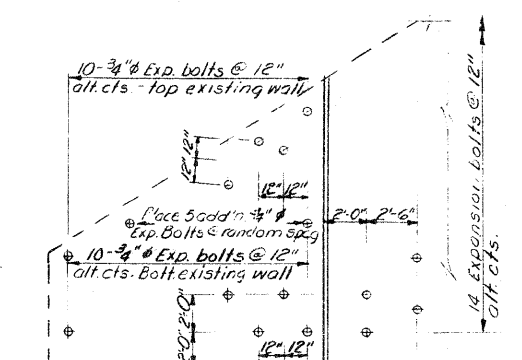 10-¾"ø Exp. bolts @ 12"
alt. cts. - top existing wall
12" 12"
12" 12"
2'-0" 2'-6"
Place 5 add'n ¾" ø
Exp. Bolts @ random spcg
10-¾"ø Exp. bolts @ 12"
alt. cts. Bott. existing wall
2'-0" 2'-0"
12" 12"
14 Expansion bolts @ 12"
alt. cts.